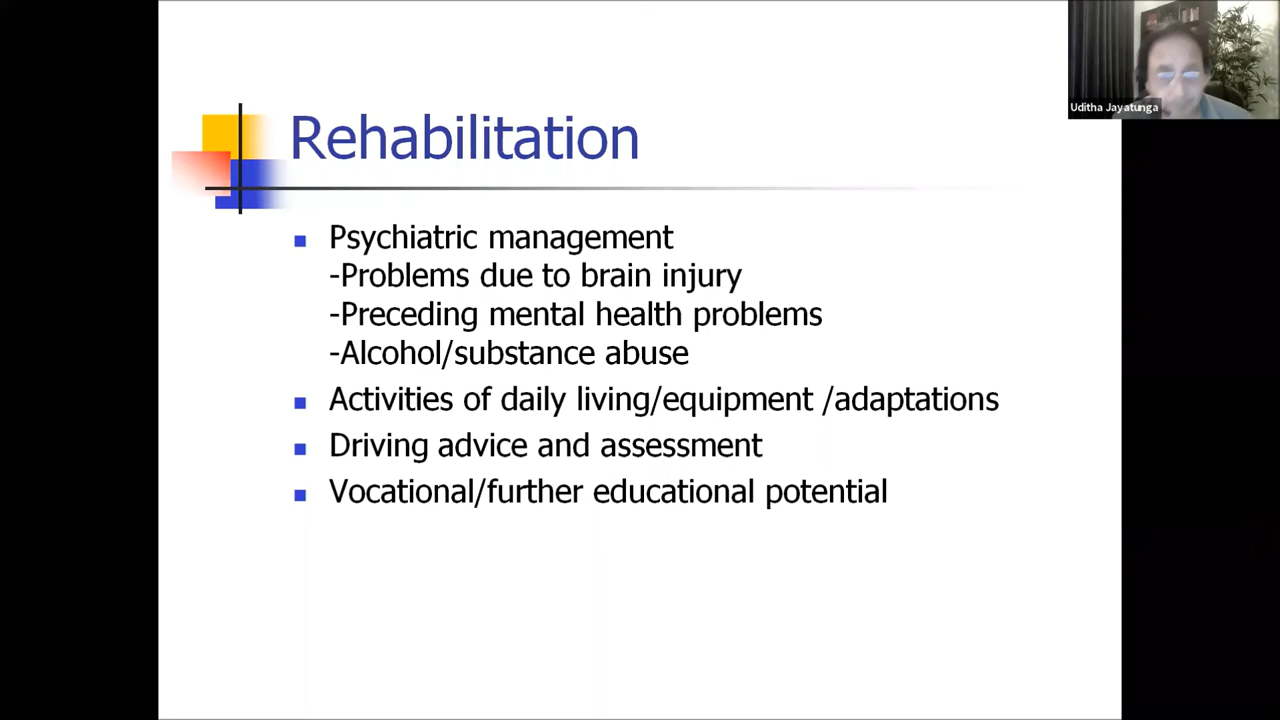 Uditha Jayatunga
Rehabilitation
Psychiatric management
-Problems due to brain injury
-Preceding mental health problems
-Alcohol/substance abuse
Activities of daily living/equipment /adaptations
Driving advice and assessment
Vocational/further educational potential